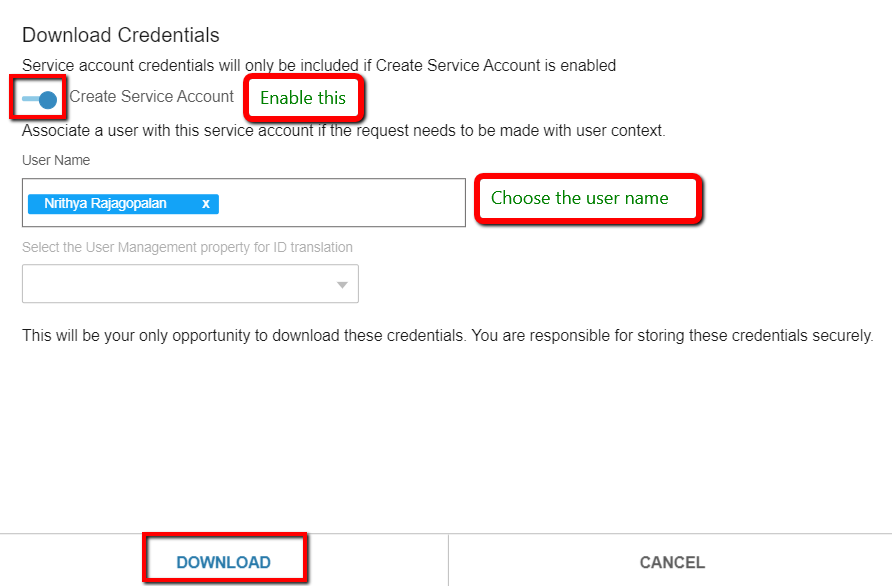 Download Credentials
Service account credentials will only be included if Create Service Account is enabled
Create Service Account
Enable this
Associate a user with this service account if the request needs to be made with user context.
User Name
Nrithya Rajagopalan x
Choose the user name
Select the User Management property for ID translation
This will be your only opportunity to download these credentials. You are responsible for storing these credentials securely.
DOWNLOAD
CANCEL